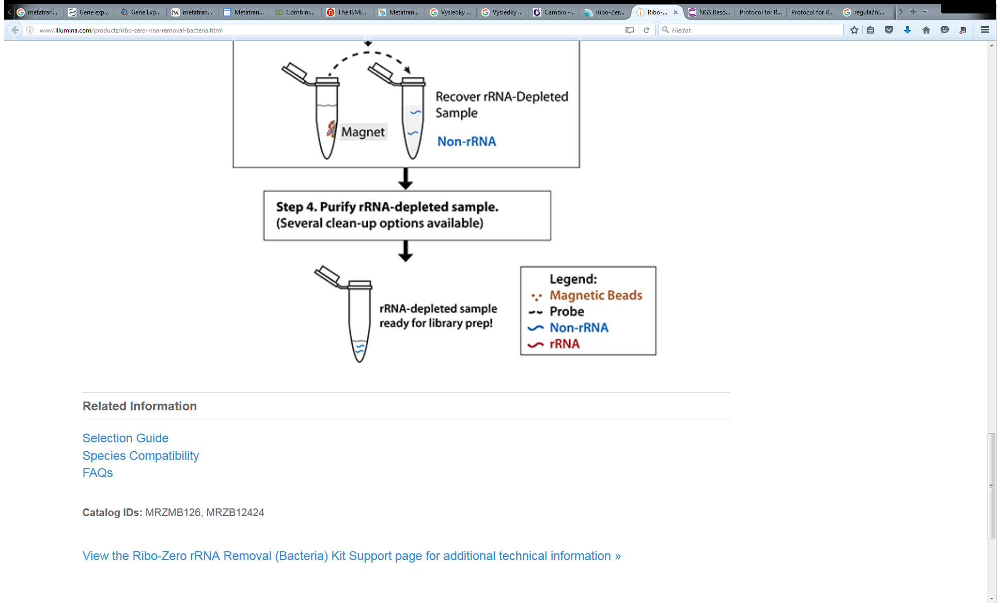 metatran...
Gene exp...
Gene Exp...
metatran...
Metatran...
SD Combini...
The ISME...
Metatran...
Výsledky ...
Výsledky ...
Cambio -...
Ribo-Zer...
Ribo-...
NGS Reso...
Protocol for R...
Protocol for R...
regulační...
www.illumina.com/products/ribo-zero-rrna-removal-bacteria.html
Hledat
Recover rRNA-Depleted
Sample
Magnet
Non-rRNA
Step 4. Purify rRNA-depleted sample.
(Several clean-up options available)
rRNA-depleted sample
ready for library prep!
Legend:
Magnetic Beads
Probe
Non-rRNA
rRNA
Related Information
Selection Guide
Species Compatibility
FAQs
Catalog IDs: MRZMB126, MRZB12424
View the Ribo-Zero rRNA Removal (Bacteria) Kit Support page for additional technical information »